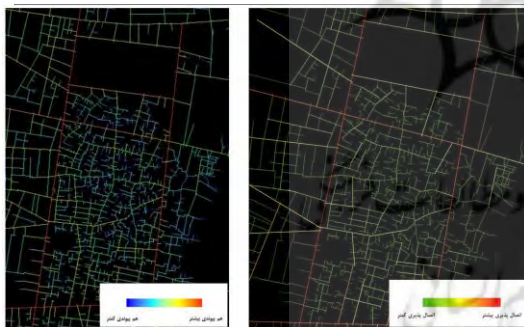 هم پیوندی کمتر
هم پیوندی بیشتر
اتصال پذیری کمتر
اتصال پذیری بیشتر